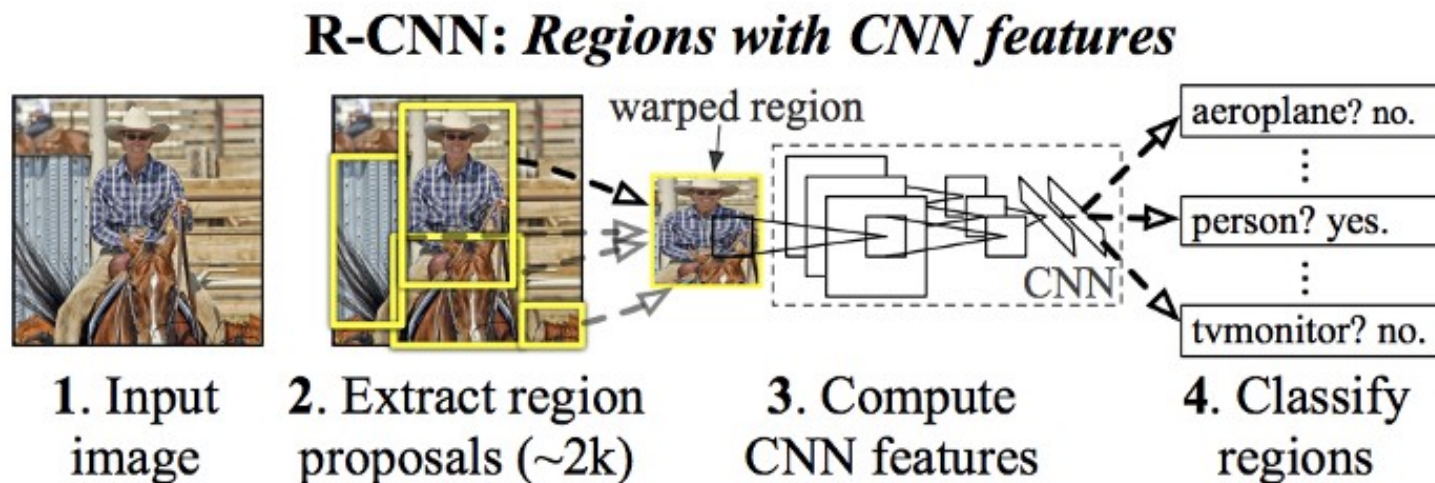 R-CNN: Regions with CNN features
warped region
aeroplane? no.
person? yes.
tvmonitor? no.
CNN
1. Input
image
2. Extract region
proposals (~2k)
3. Compute
CNN features
4. Classify
regions